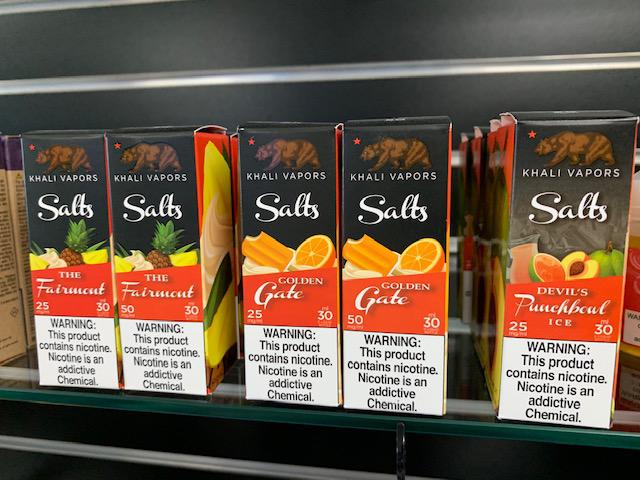 KHALI VAPORS
Salts
THE
Fairmont
25 mg/ml
30 ml
WARNING:
This product
contains nicotine.
Nicotine is an
addictive
Chemical.
KHALI VAPORS
Salts
THE
Fairmont
50 mg/ml
30 ml
WARNING:
This product
contains nicotine.
Nicotine is an
addictive
Chemical.
KHALI VAPORS
Salts
GOLDEN
Gate
25 mg/ml
30 ml
WARNING:
This product
contains nicotine.
Nicotine is an
addictive
Chemical.
KHALI VAPORS
Salts
GOLDEN
Gate
50 mg/ml
30 ml
WARNING:
This product
contains nicotine.
Nicotine is an
addictive
Chemical.
KHALI VAPORS
Salts
DEVIL'S
Punchbowl
ICE
25 mg/ml
30 ml
WARNING:
This product
contains nicotine.
Nicotine is an
addictive
Chemical.